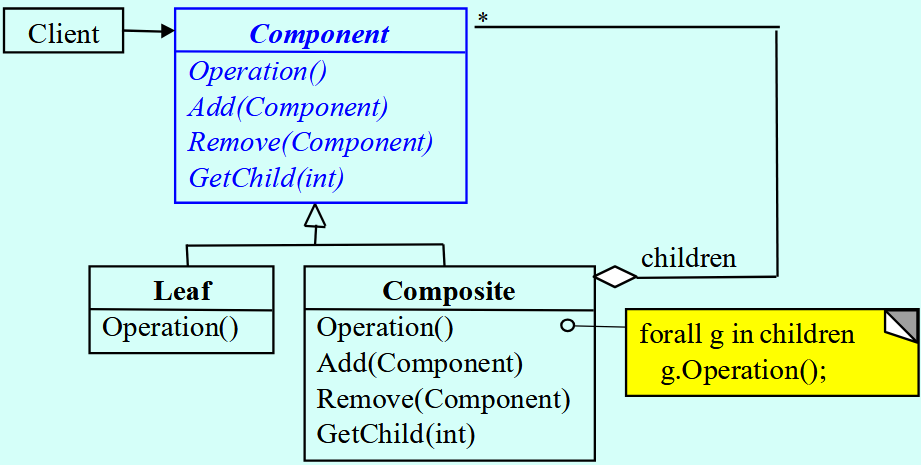 Client
Component
*
Operation()
Add(Component)
Remove(Component)
GetChild(int)
children
Leaf
Operation()
Composite
Operation()
Add(Component)
Remove(Component)
GetChild(int)
forall g in children
g.Operation();